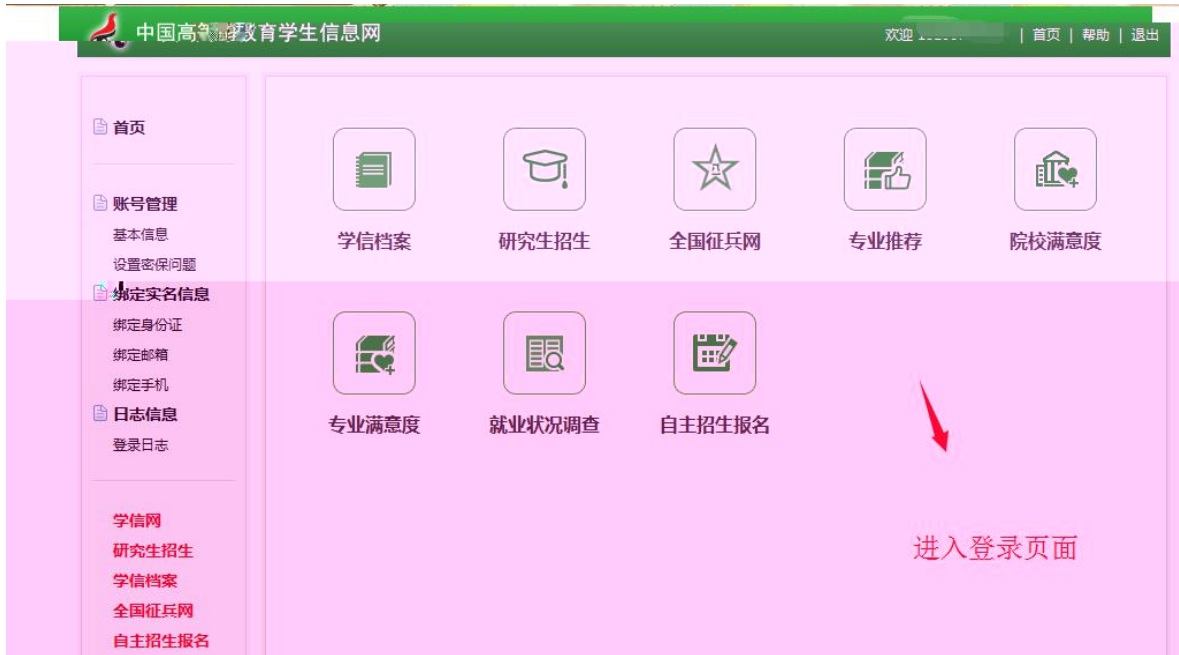 中国高 育学生信息网
欢迎 | 首页 | 帮助 | 退出
首页
账号管理
基本信息
设置密保问题
绑定实名信息
绑定身份证
绑定邮箱
绑定手机
日志信息
登录日志
学信网
研究生招生
学信档案
全国征兵网
自主招生报名
学信档案 研究生招生 全国征兵网 专业推荐 院校满意度
专业满意度 就业状况调查 自主招生报名
进入登录页面